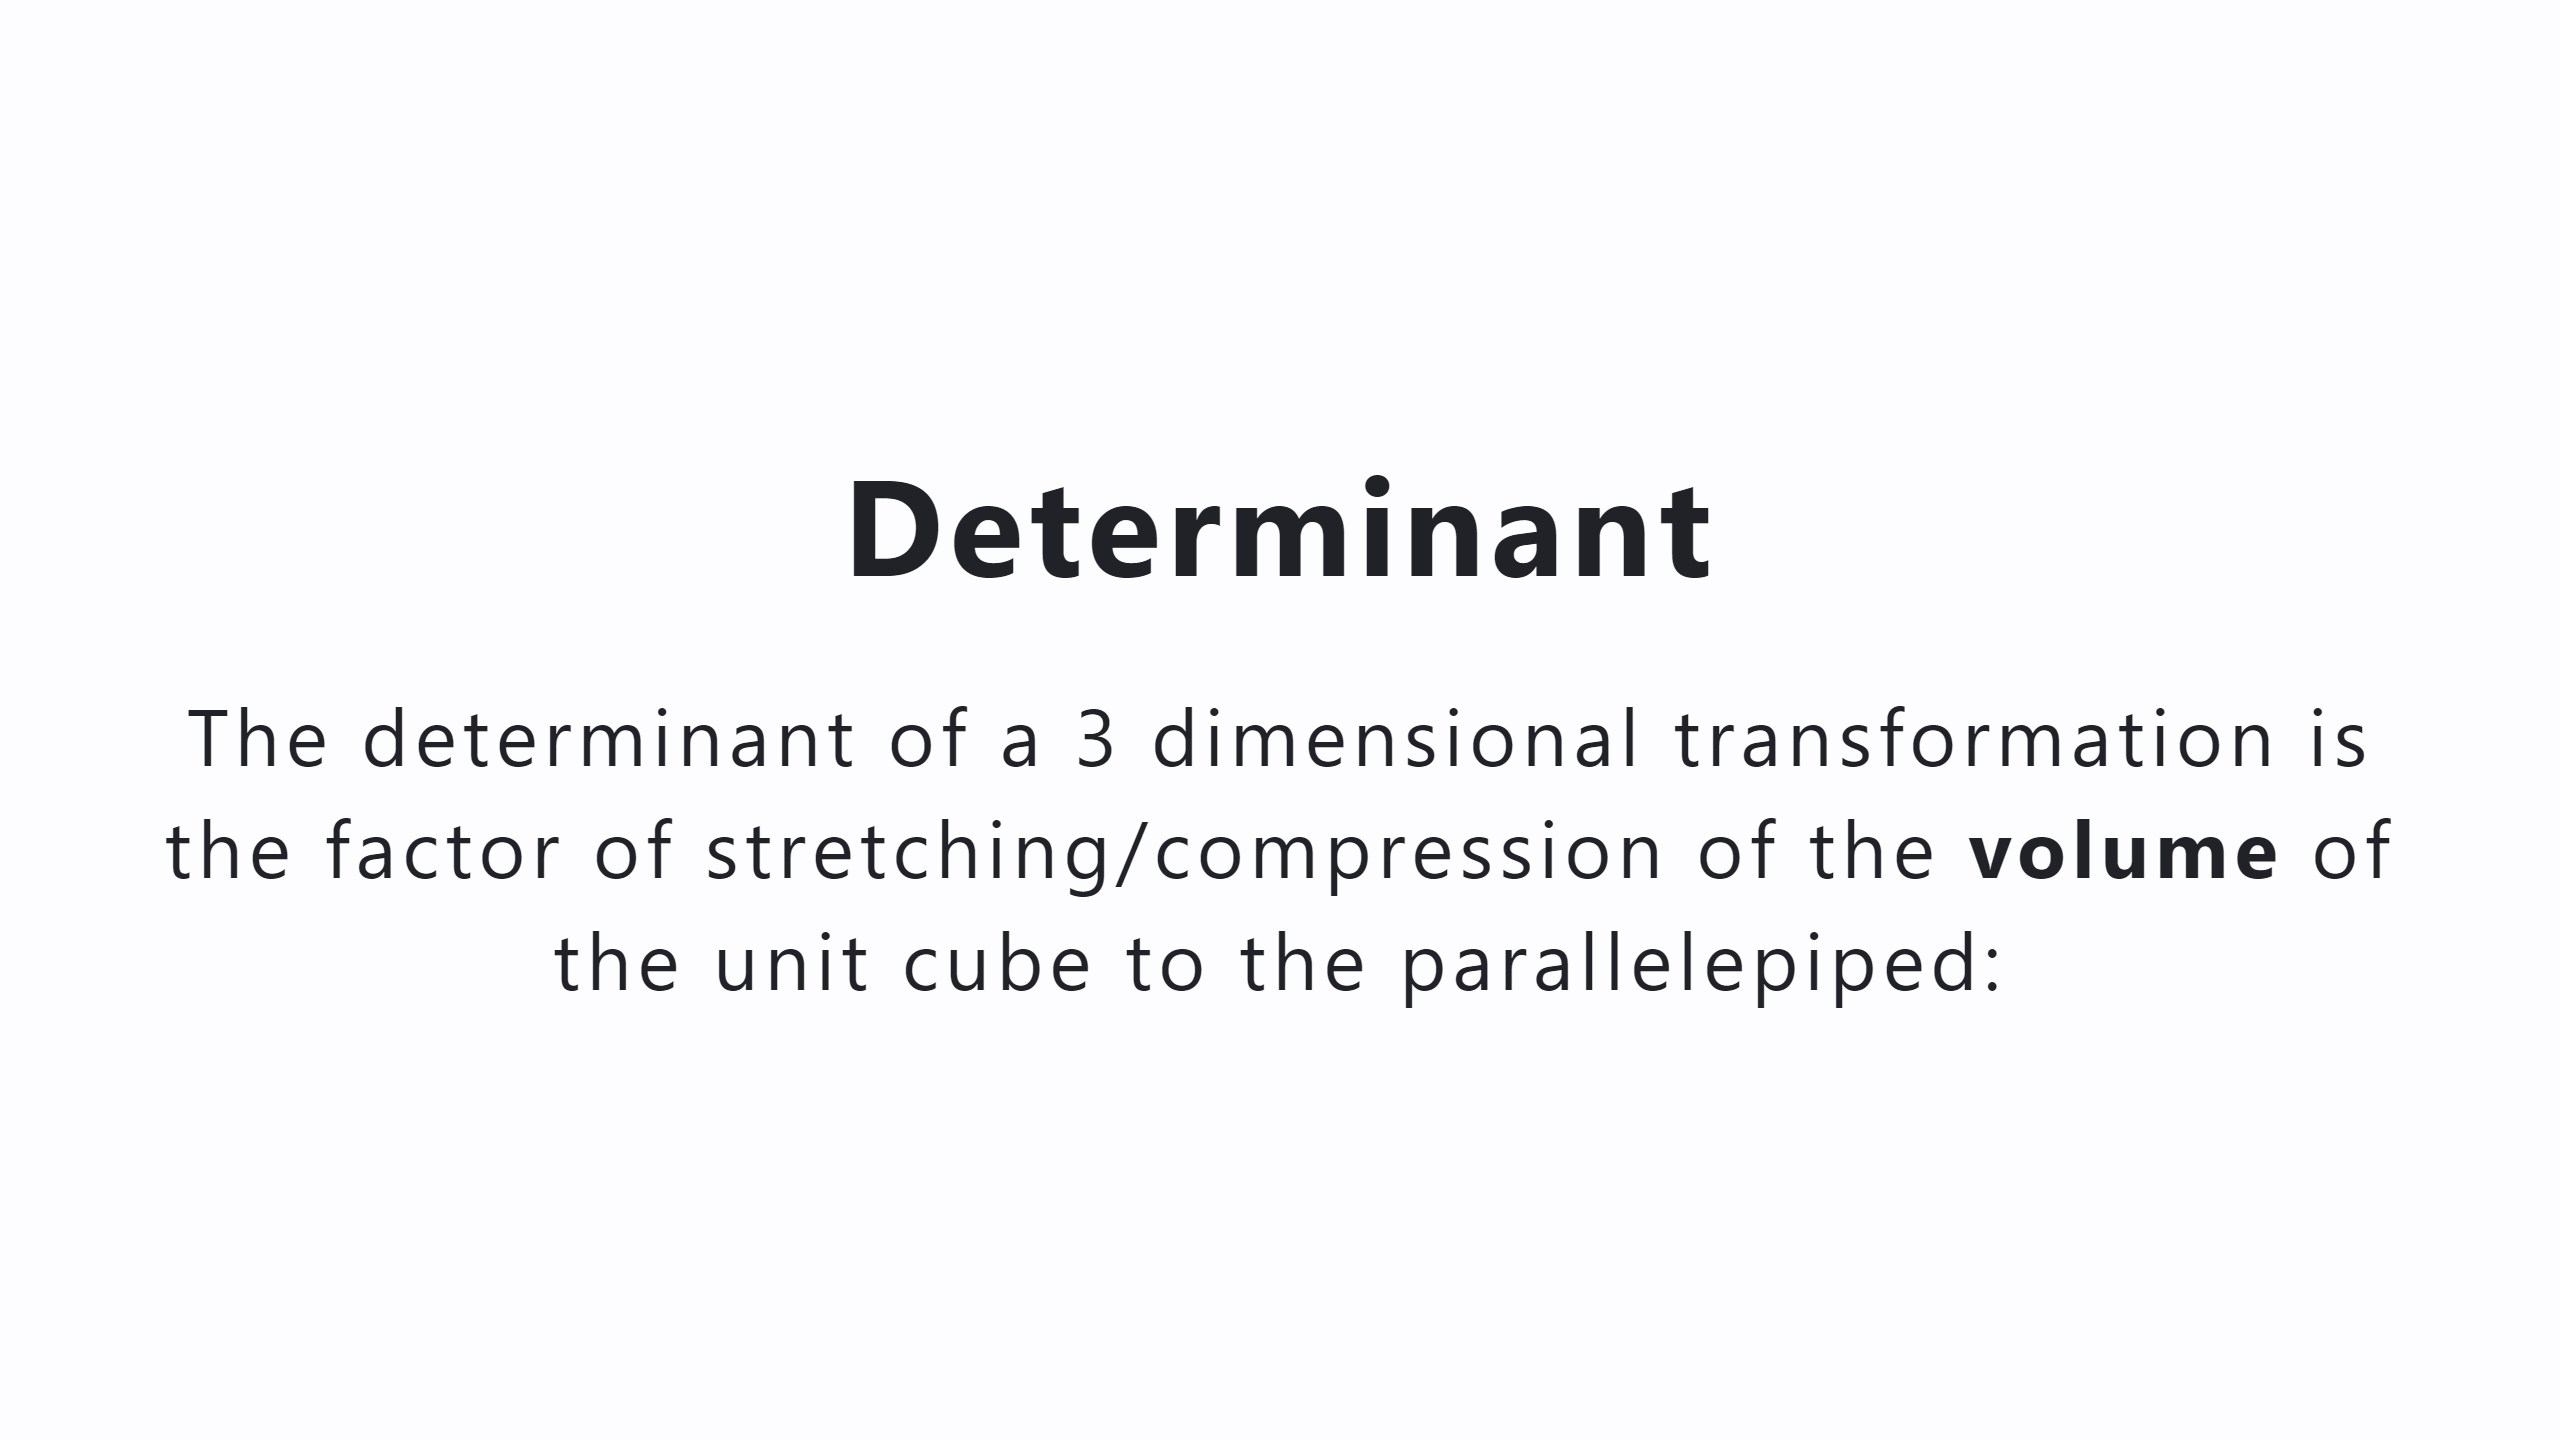 Determinant
The determinant of a 3 dimensional transformation is
the factor of stretching/compression of the volume of
the unit cube to the parallelepiped: